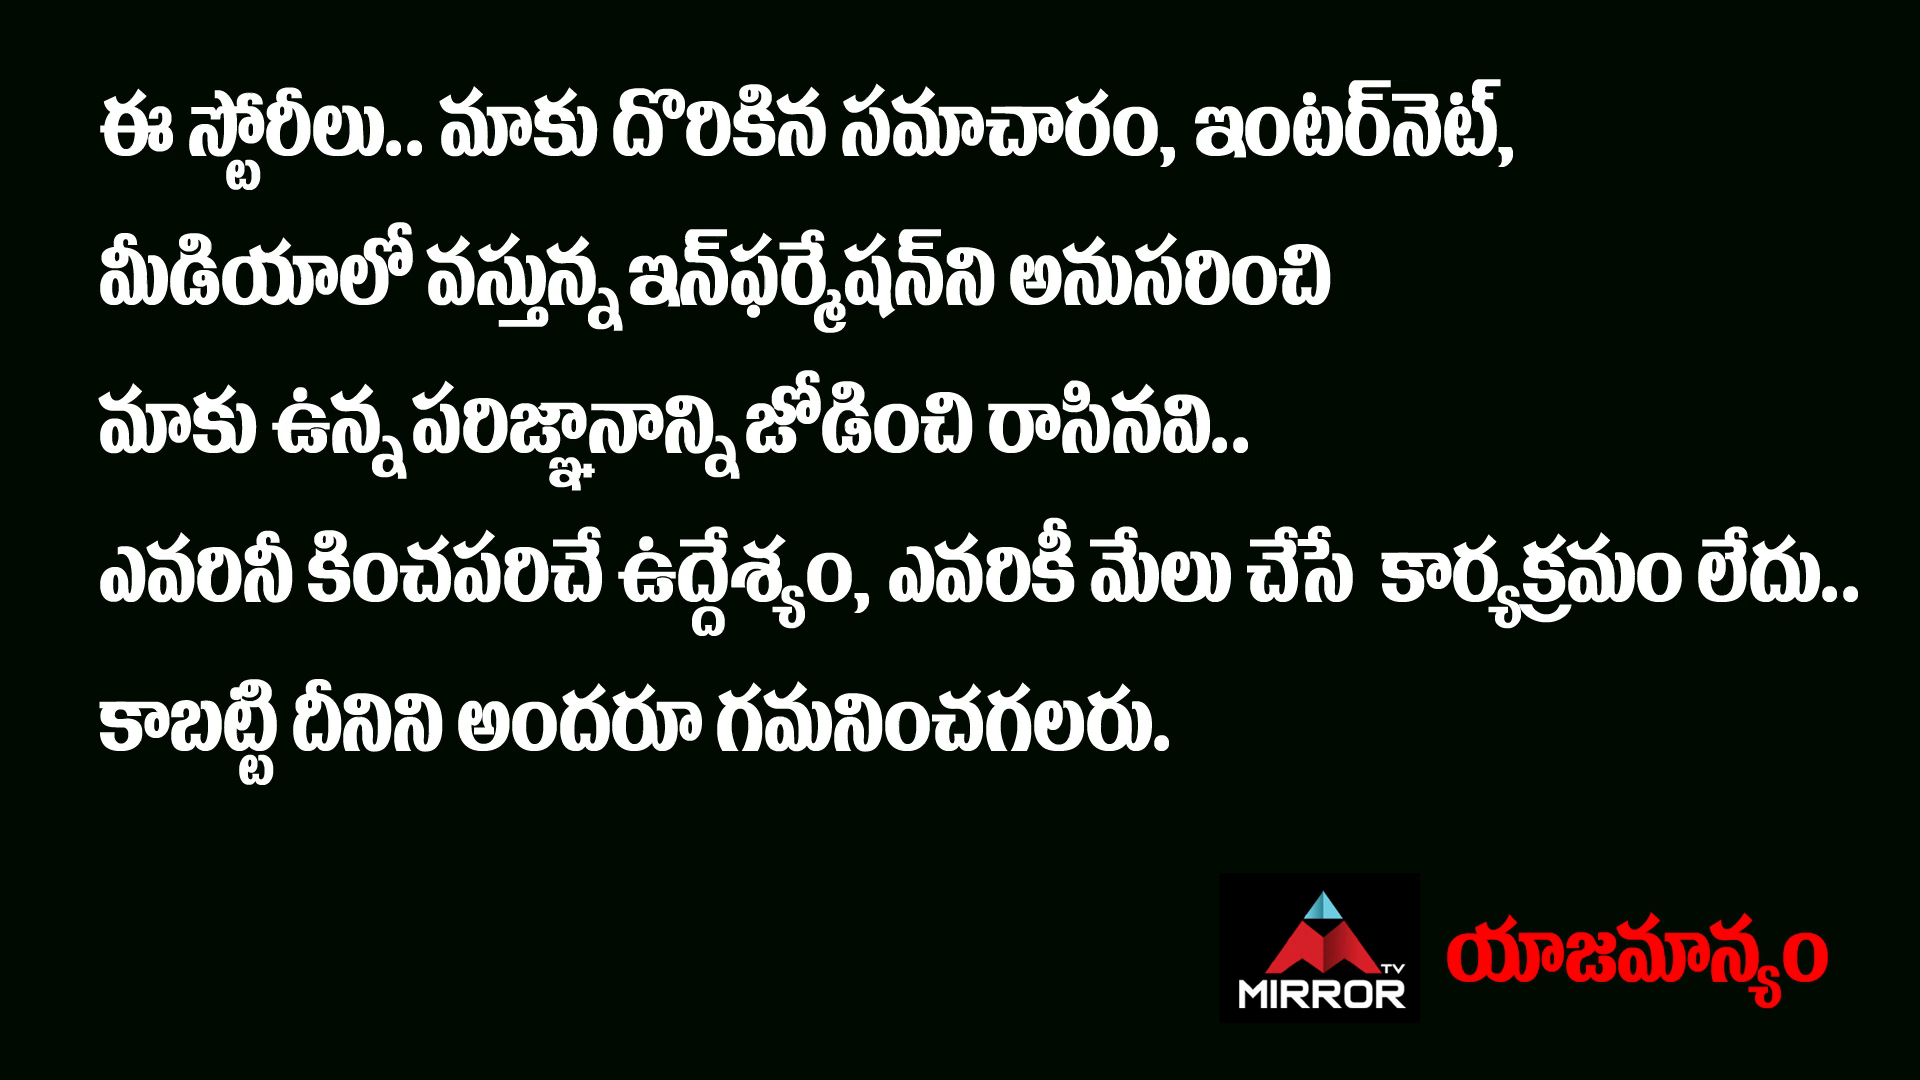 ఈ స్టోరీలు.. మాకు దొరికిన సమాచారం, ఇంటర్‌నెట్,
మీడియాలో వస్తున్న ఇన్‌ఫర్మేషన్‌ని అనుసరించి
మాకు ఉన్న పరిజ్ఞానాన్ని జోడించి రాసినవి..
ఎవరినీ కించపరిచే ఉద్దేశ్యం, ఎవరికీ మేలు చేసే కార్యక్రమం లేదు..
కాబట్టి దీనిని అందరూ గమనించగలరు.
TV
MIRROR
యాజమాన్యం